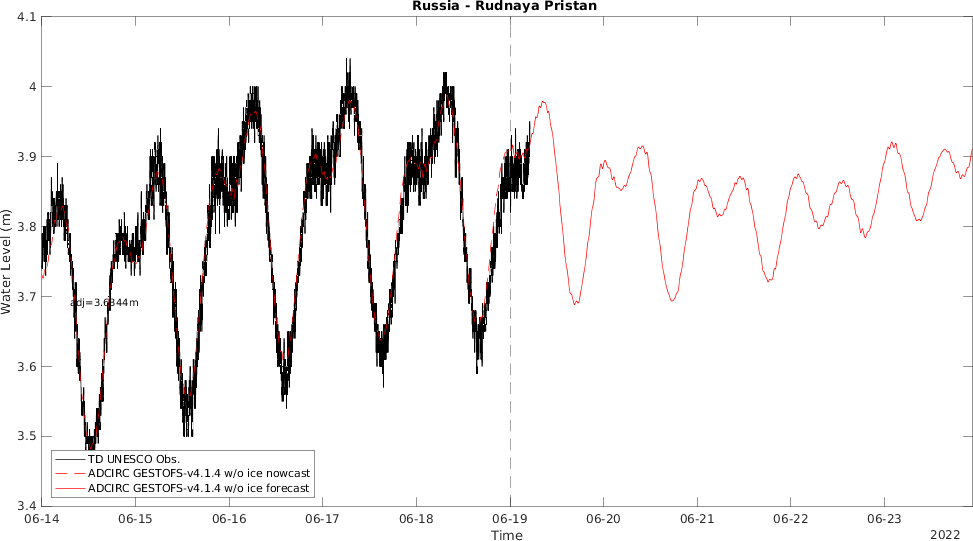 Russia - Rudnaya Pristan
4.1
4
3.9
3.8
3.7
3.6
3.5
3.4
Water Level (m)
adj=3.6344m
TD UNESCO Obs.
ADCIRC GESTOFS-v4.1.4 w/o ice nowcast
ADCIRC GESTOFS-v4.1.4 w/o ice forecast
06-14 06-15 06-16 06-17 06-18 06-19 06-20 06-21 06-22 06-23
Time
2022